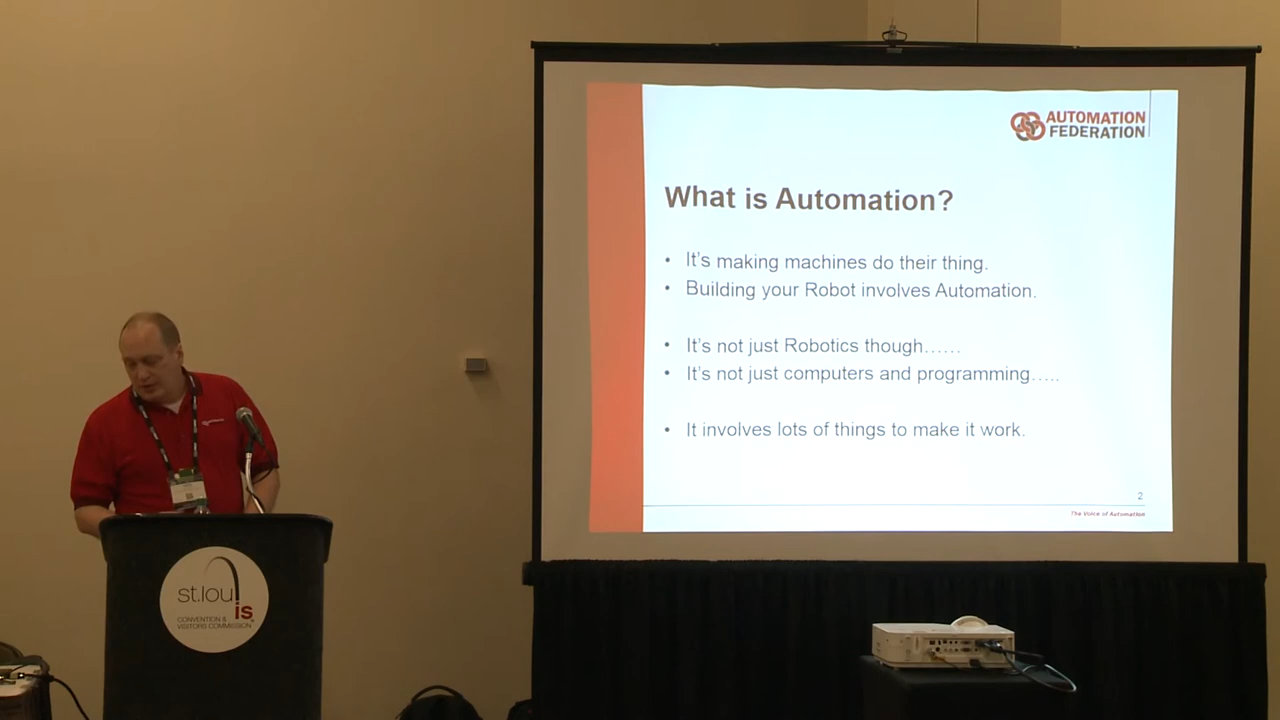 AUTOMATION
FEDERATION
What is Automation?
• It's making machines do their thing.
• Building your Robot involves Automation.
• It's not just Robotics though……
• It's not just computers and programming…..
• It involves lots of things to make it work.
2
The Voice of Automation
st.louis
CONVENTION &
VISITORS COMMISSION